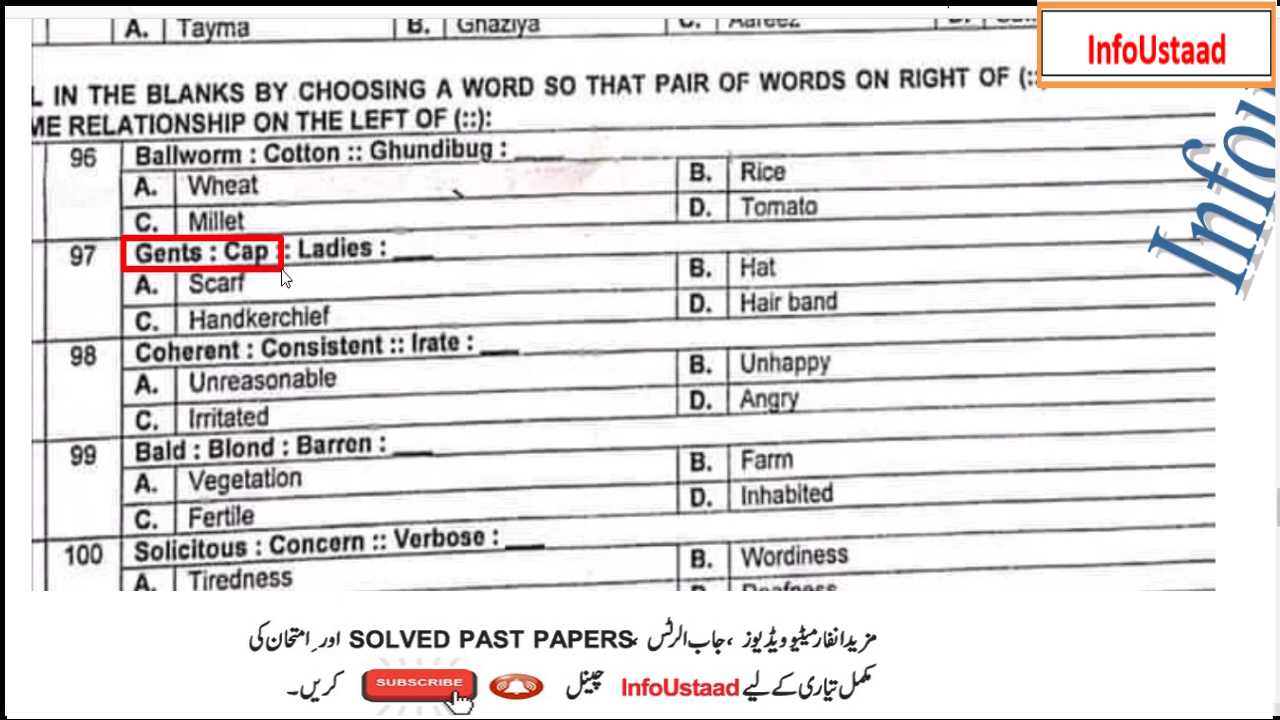 A. Tayma B. Ghaziya C. Aareez D.
InfoUstaad
L IN THE BLANKS BY CHOOSING A WORD SO THAT PAIR OF WORDS ON RIGHT OF (::
ME RELATIONSHIP ON THE LEFT OF (::):
96 Ballworm : Cotton :: Ghundibug : ____
A. Wheat B. Rice
C. Millet D. Tomato
97 Gents : Cap :: Ladies : ____
A. Scarf B. Hat
C. Handkerchief D. Hair band
98 Coherent : Consistent :: Irate : ____
A. Unreasonable B. Unhappy
C. Irritated D. Angry
99 Bald : Blond : Barren : ____
A. Vegetation B. Farm
C. Fertile D. Inhabited
100 Solicitous : Concern :: Verbose : ____
A. Tiredness B. Wordiness
D. Deafness
Infou
مزید انفارمیٹیو ویڈیوز ، جاب الرٹس ، SOLVED PAST PAPERS اور امتحان کی
مکمل تیاری کے لیے InfoUstaad چینل SUBSCRIBE کریں۔